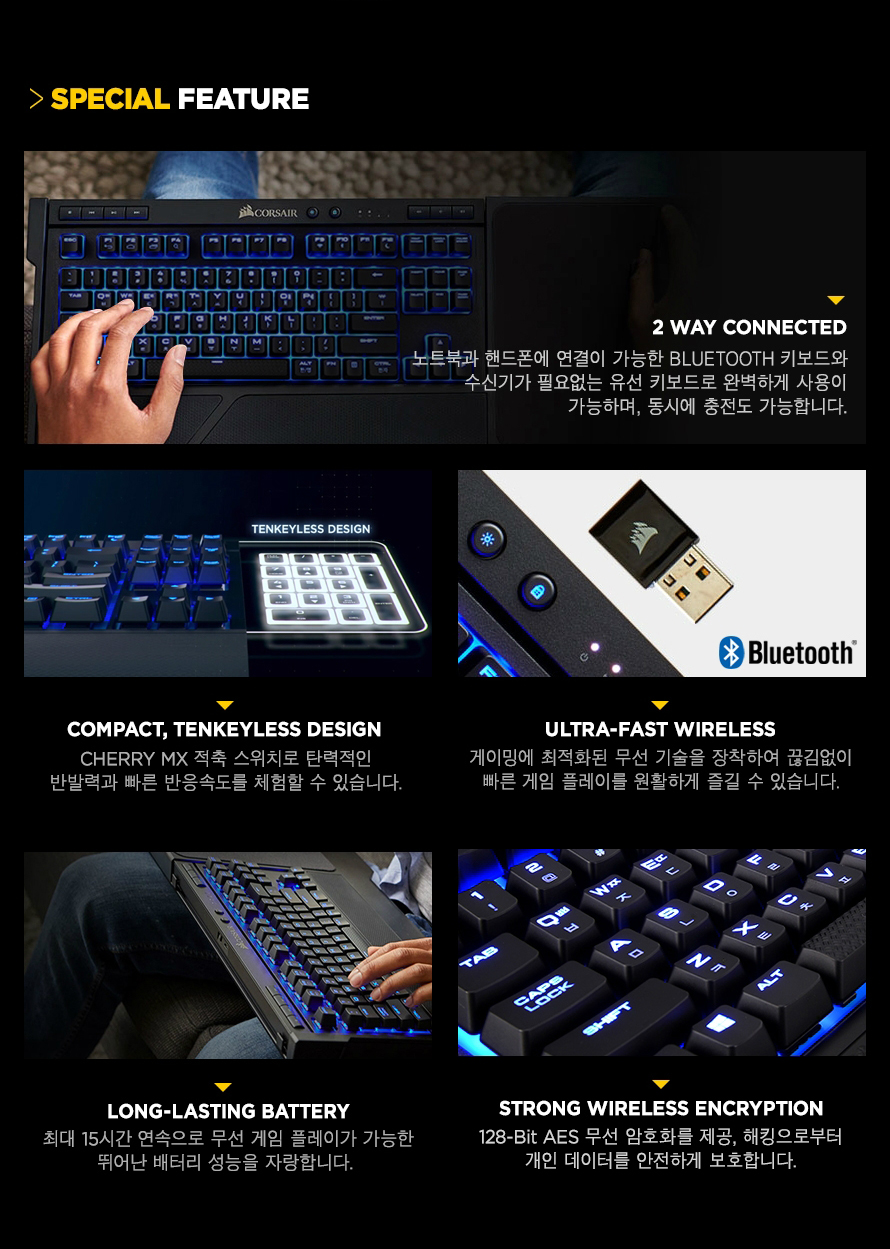 > SPECIAL FEATURE
CORSAIR
2 WAY CONNECTED
노트북과 핸드폰에 연결이 가능한 BLUETOOTH 키보드와
수신기가 필요없는 유선 키보드로 완벽하게 사용이
가능하며, 동시에 충전도 가능합니다.
TENKEYLESS DESIGN
Bluetooth®
COMPACT, TENKEYLESS DESIGN
CHERRY MX 적축 스위치로 탄력적인
반발력과 빠른 반응속도를 체험할 수 있습니다.
ULTRA-FAST WIRELESS
게이밍에 최적화된 무선 기술을 장착하여 끊김없이
빠른 게임 플레이를 원활하게 즐길 수 있습니다.
1 !
2
#
TAB
Q ㅂ
W ㅈ
E ㄷ
CAPS
LOCK
A ㅁ
S ㄴ
D ㅇ
F ㄹ
SHIFT
Z ㅋ
X ㅌ
C ㅊ
V ㅍ
ALT
LONG-LASTING BATTERY
최대 15시간 연속으로 무선 게임 플레이가 가능한
뛰어난 배터리 성능을 자랑합니다.
STRONG WIRELESS ENCRYPTION
128-Bit AES 무선 암호화를 제공, 해킹으로부터
개인 데이터를 안전하게 보호합니다.